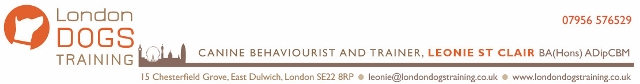 London
DOGS
TRAINING
07956 576529
CANINE BEHAVIOURIST AND TRAINER, LEONIE ST CLAIR BA(Hons) ADipCBM
15 Chesterfield Grove, East Dulwich, London SE22 8RP ● leonie@londondogstraining.co.uk ● www.londondogstraining.co.uk